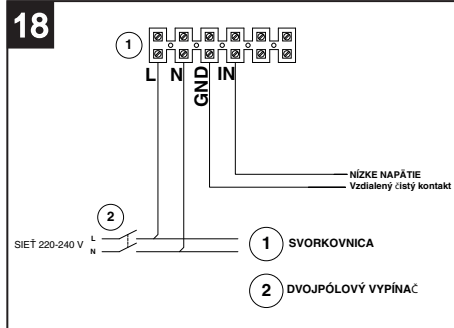 18
1
L N GND IN
NÍZKE NAPÄTIE
Vzdialený čistý kontakt
2
SIEŤ 220-240 V
L
N
1 SVORKOVNICA
2 DVOJPÓLOVÝ VYPÍNAČ